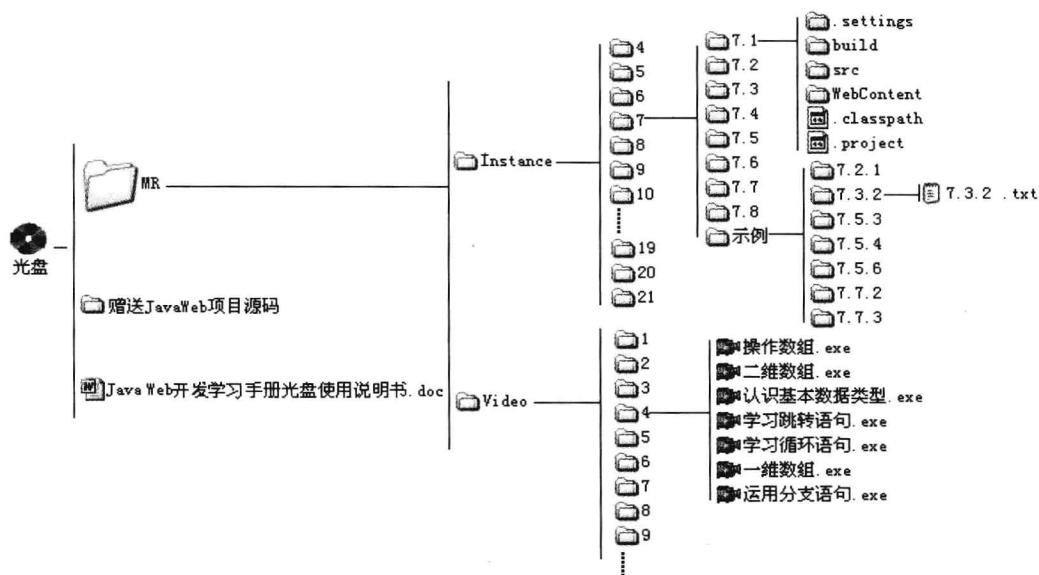 光盘
MR
赠送JavaWeb项目源码
Java Web开发学习手册光盘使用说明书.doc
Instance
Video
4
5
6
7
8
9
10
19
20
21
7.1
7.2
7.3
7.4
7.5
7.6
7.7
7.8
示例
.settings
build
src
WebContent
.classpath
.project
7.2.1
7.3.2
7.5.3
7.5.4
7.5.6
7.7.2
7.7.3
7.3.2 .txt
1
2
3
4
5
6
7
8
9
操作数组.exe
二维数组.exe
认识基本数据类型.exe
学习跳转语句.exe
学习循环语句.exe
一维数组.exe
运用分支语句.exe